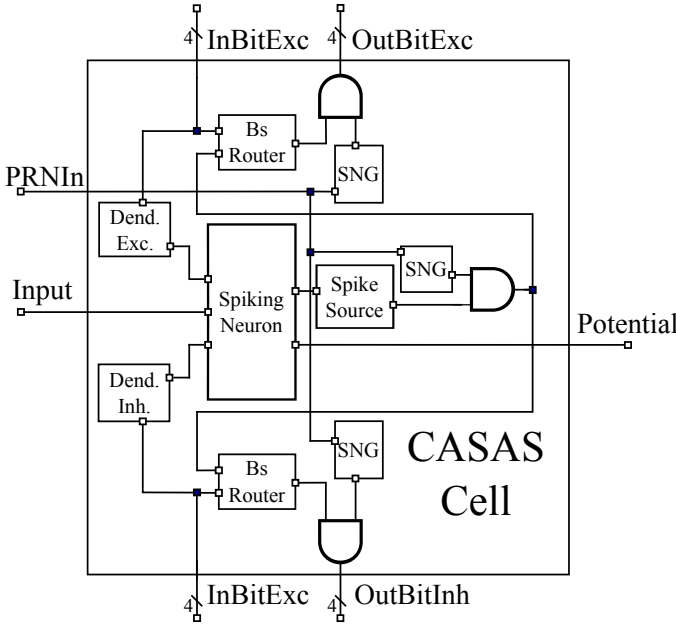 4 InBitExc 4 OutBitExc
Bs
Router
SNG
PRNIn
Dend.
Exc.
SNG
Input
Spiking
Neuron
Spike
Source
Potential
Dend.
Inh.
SNG
CASAS
Cell
Bs
Router
4 InBitExc 4 OutBitInh